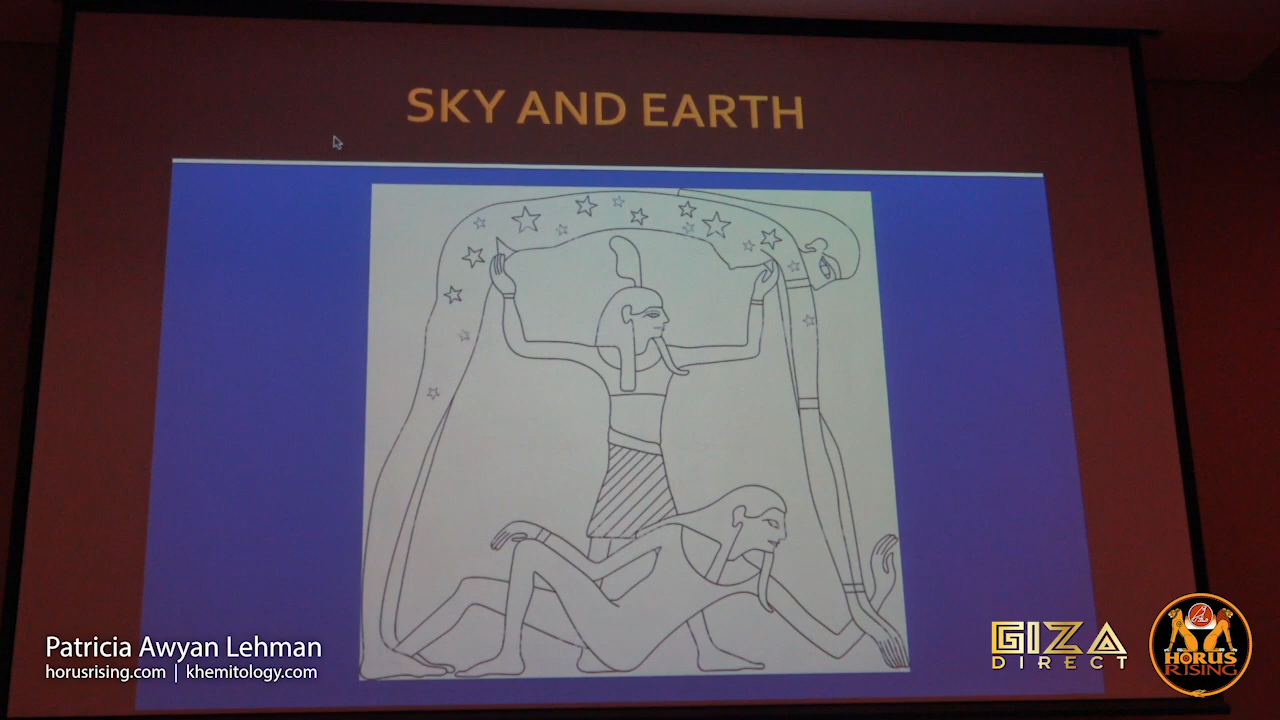 SKY AND EARTH
Patricia Awyan Lehman
horusrising.com | khemitology.com
GIZA
DIRECT
HORUS
RISING